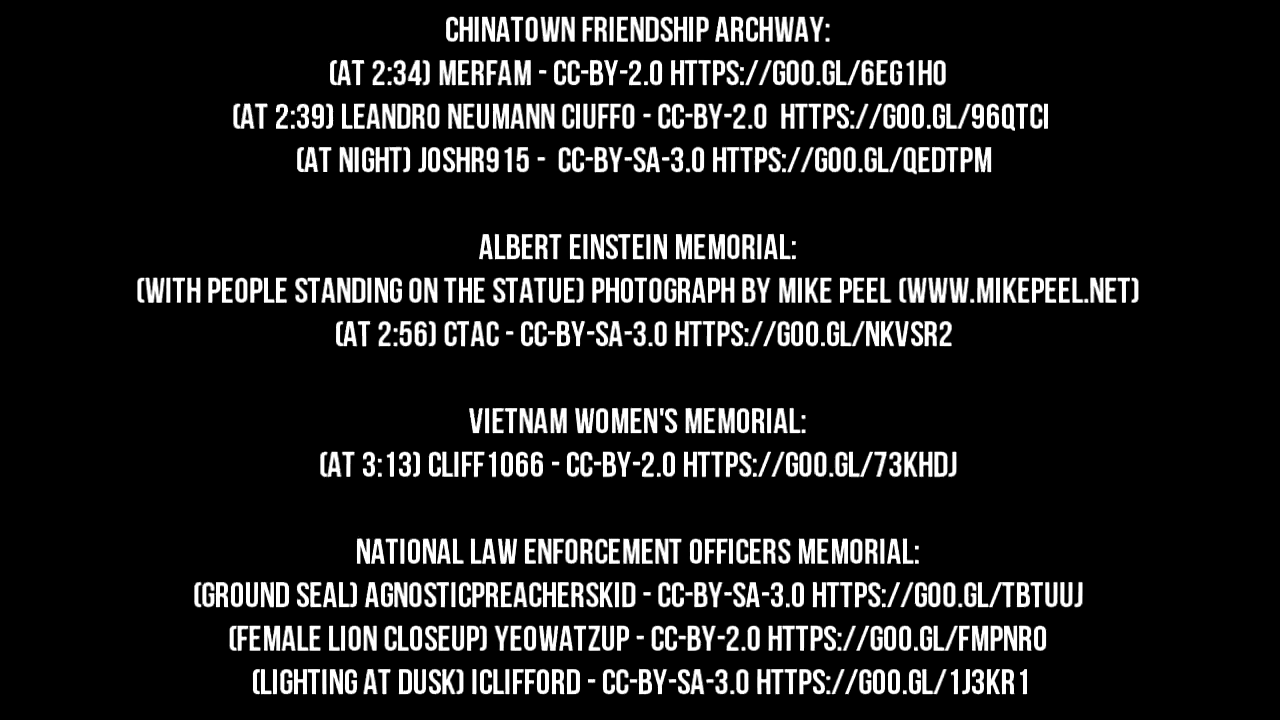 CHINATOWN FRIENDSHIP ARCHWAY:
(AT 2:34) MERFAM - CC-BY-2.0 HTTPS://GOO.GL/6EG1HO
(AT 2:39) LEANDRO NEUMANN CIUFFO - CC-BY-2.0 HTTPS://GOO.GL/96QTCI
(AT NIGHT) JOSHR915 - CC-BY-SA-3.0 HTTPS://GOO.GL/QEDTPM
ALBERT EINSTEIN MEMORIAL:
(WITH PEOPLE STANDING ON THE STATUE) PHOTOGRAPH BY MIKE PEEL (WWW.MIKEPEEL.NET)
(AT 2:56) CTAC - CC-BY-SA-3.0 HTTPS://GOO.GL/NKVSR2
VIETNAM WOMEN'S MEMORIAL:
(AT 3:13) CLIFF1066 - CC-BY-2.0 HTTPS://GOO.GL/73KHDJ
NATIONAL LAW ENFORCEMENT OFFICERS MEMORIAL:
(GROUND SEAL) AGNOSTICPREACHERSKID - CC-BY-SA-3.0 HTTPS://GOO.GL/TBTUUJ
(FEMALE LION CLOSEUP) YEOWATZUP - CC-BY-2.0 HTTPS://GOO.GL/FMPNRO
(LIGHTING AT DUSK) ICLIFFORD - CC-BY-SA-3.0 HTTPS://GOO.GL/1J3KR1